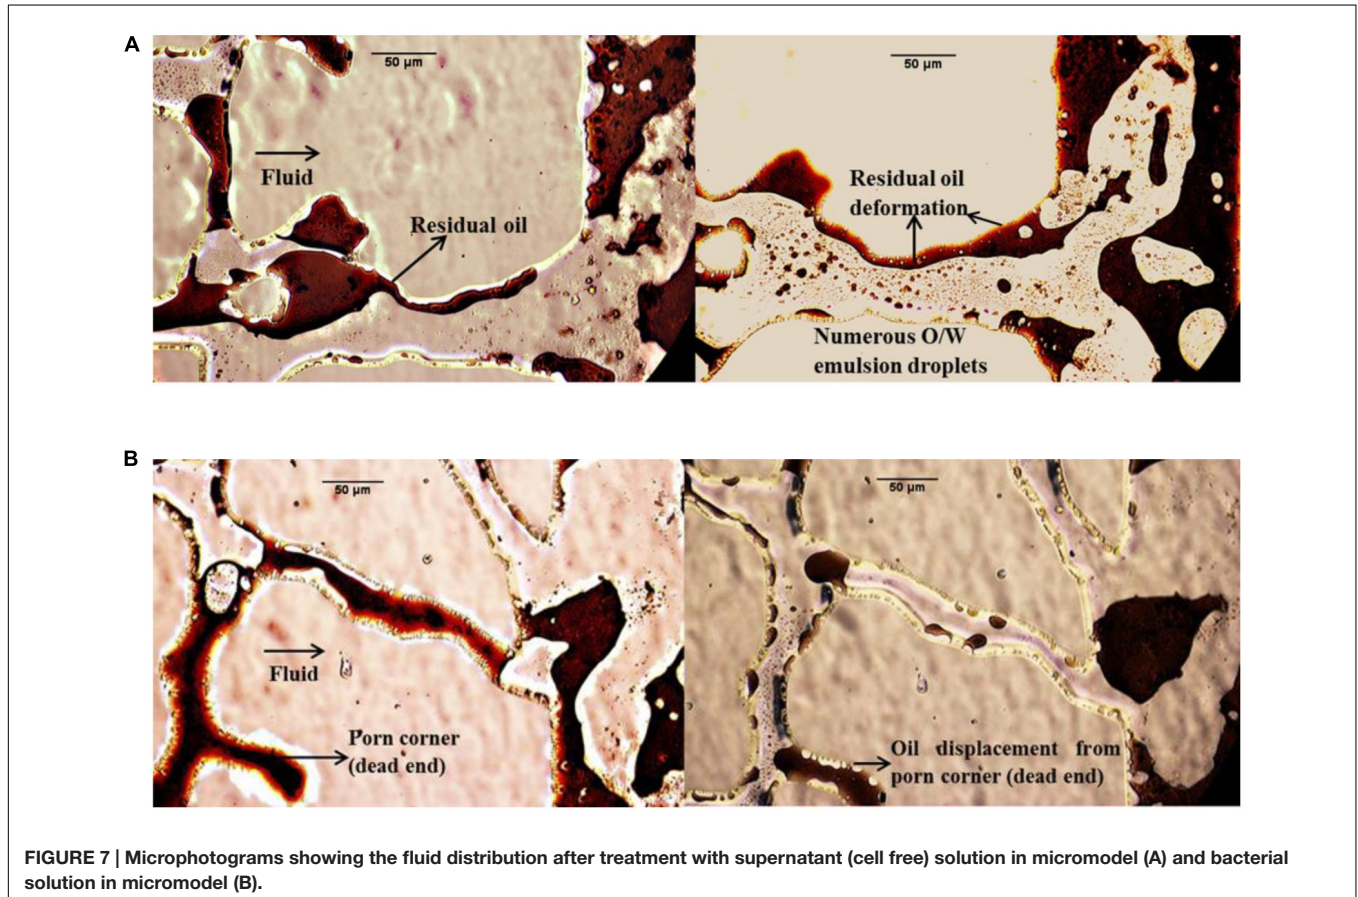 A
50 µm
50 µm
Fluid
Residual oil
Residual oil
deformation
Numerous O/W
emulsion droplets
B
50 µm
50 µm
Fluid
Porn corner
(dead end)
Oil displacement from
porn corner (dead end)
FIGURE 7 | Microphotograms showing the fluid distribution after treatment with supernatant (cell free) solution in micromodel (A) and bacterial
solution in micromodel (B).